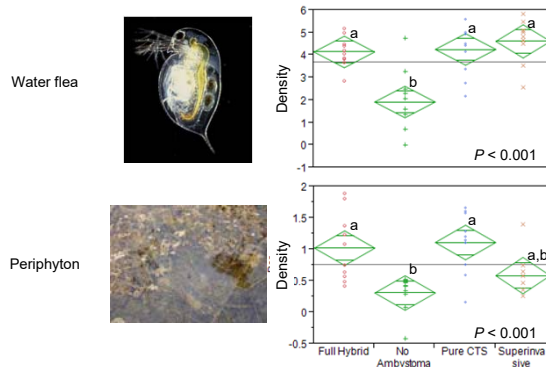 Water flea
Density
6
5
4
3
2
1
0
-1
a
b
a
a
P < 0.001
Periphyton
Density
2
1.5
1
0.5
0
-0.5
a
b
a
a,b
P < 0.001
Full Hybrid
No
Ambystoma
Pure CTS
Superinva
sive